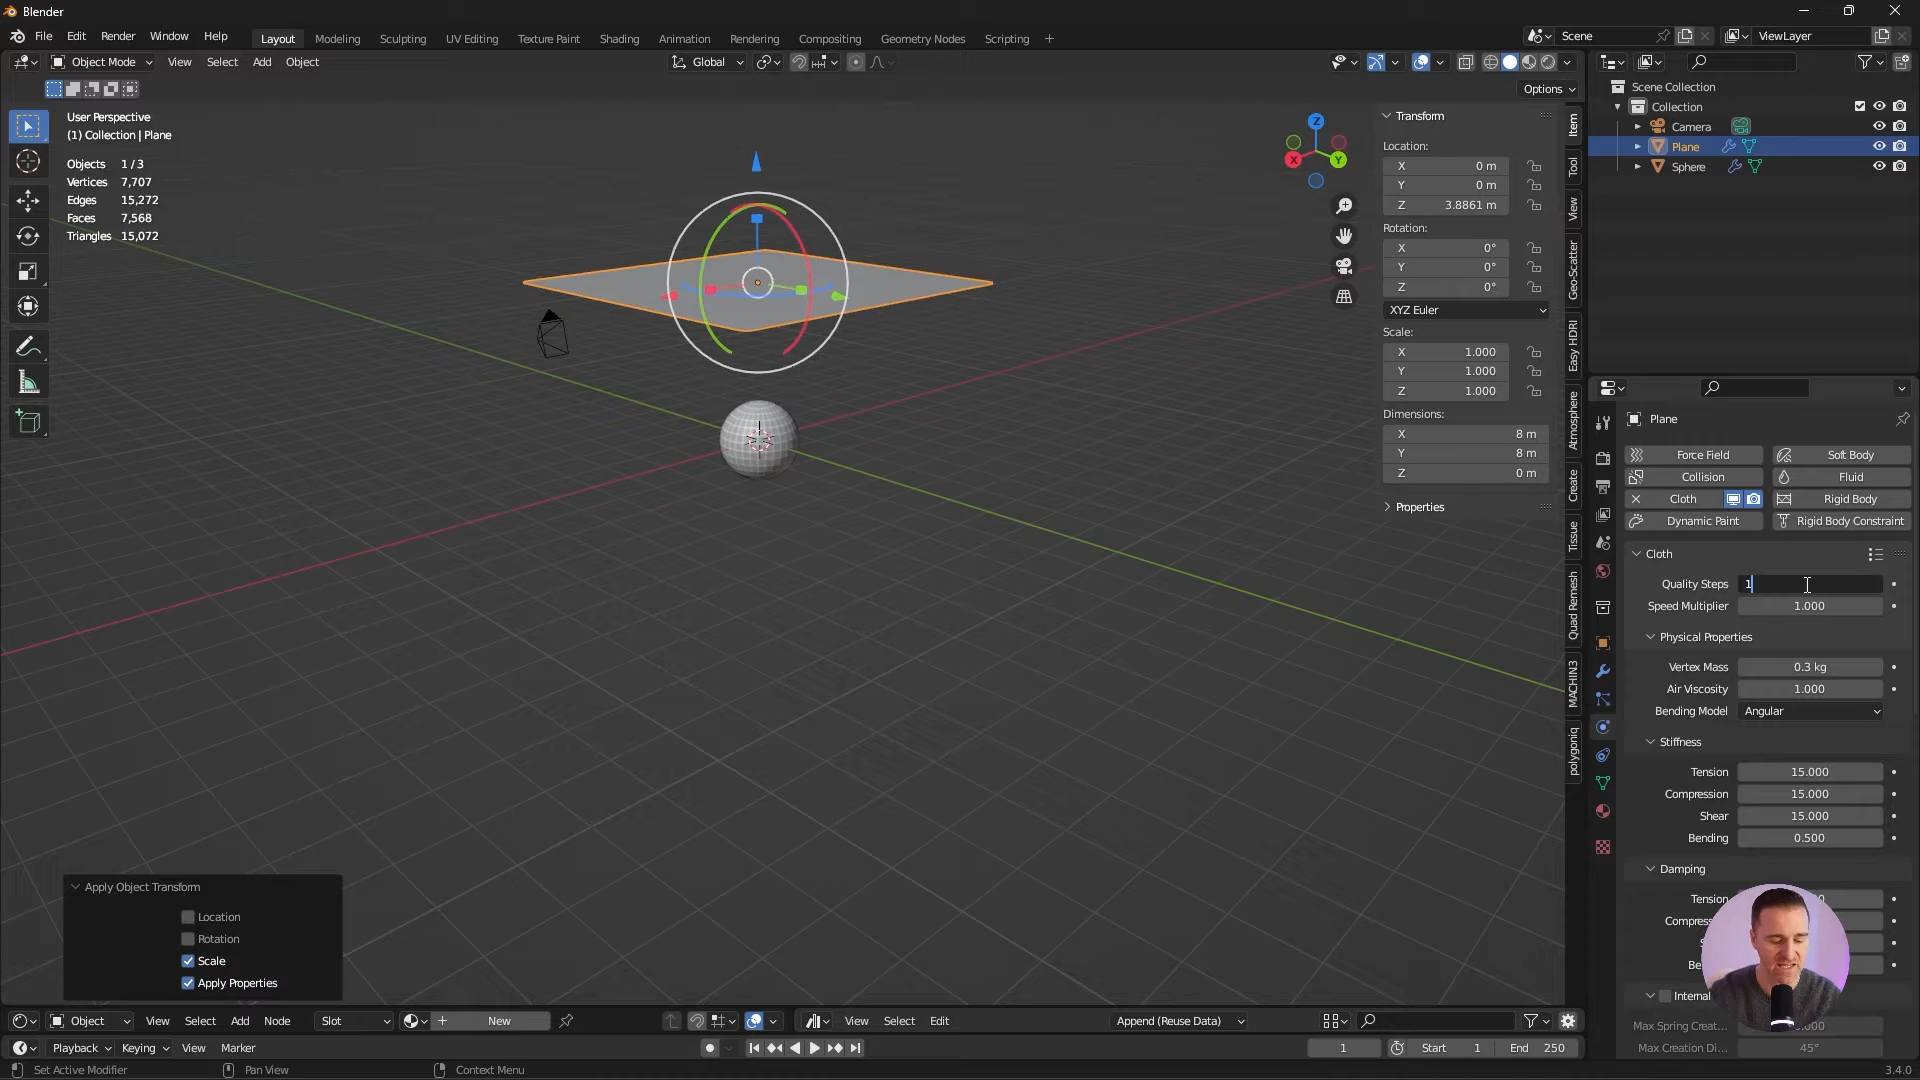 Blender
File Edit Render Window Help Layout Modeling Sculpting UV Editing Texture Paint Shading Animation Rendering Compositing Geometry Nodes Scripting Scene ViewLayer
Object Mode View Select Add Object Global
Options
User Perspective
(1) Collection | Plane
Objects 1 / 3
Vertices 7,707
Edges 15,272
Faces 7,568
Triangles 15,072
Z
X
Y
Transform
Location:
X 0 m
Y 0 m
Z 3.8861 m
Rotation:
X 0°
Y 0°
Z 0°
XYZ Euler
Scale:
X 1.000
Y 1.000
Z 1.000
Dimensions:
X 8 m
Y 8 m
Z 0 m
Properties
Item
Tool
View
Geo-Scatter
Easy HDRI
Atmosphere
Create
Tissue
Quad Remesh
MACHIN3
polygoniq
Scene Collection
Collection
Camera
Plane
Sphere
Plane
Force Field Soft Body
Collision Fluid
Cloth Rigid Body
Dynamic Paint Rigid Body Constraint
Cloth
Quality Steps 1
Speed Multiplier 1.000
Physical Properties
Vertex Mass 0.3 kg
Air Viscosity 1.000
Bending Model Angular
Stiffness
Tension 15.000
Compression 15.000
Shear 15.000
Bending 0.500
Damping
Tension
Compress
Be
Internal
Max Spring Creat...
Max Creation Di... 45°
Apply Object Transform
Location
Rotation
Scale
Apply Properties
Object View Select Add Node Slot New View Select Edit Append (Reuse Data)
Playback Keying View Marker 1 Start 1 End 250
Set Active Modifier Pan View Context Menu 3.4.0